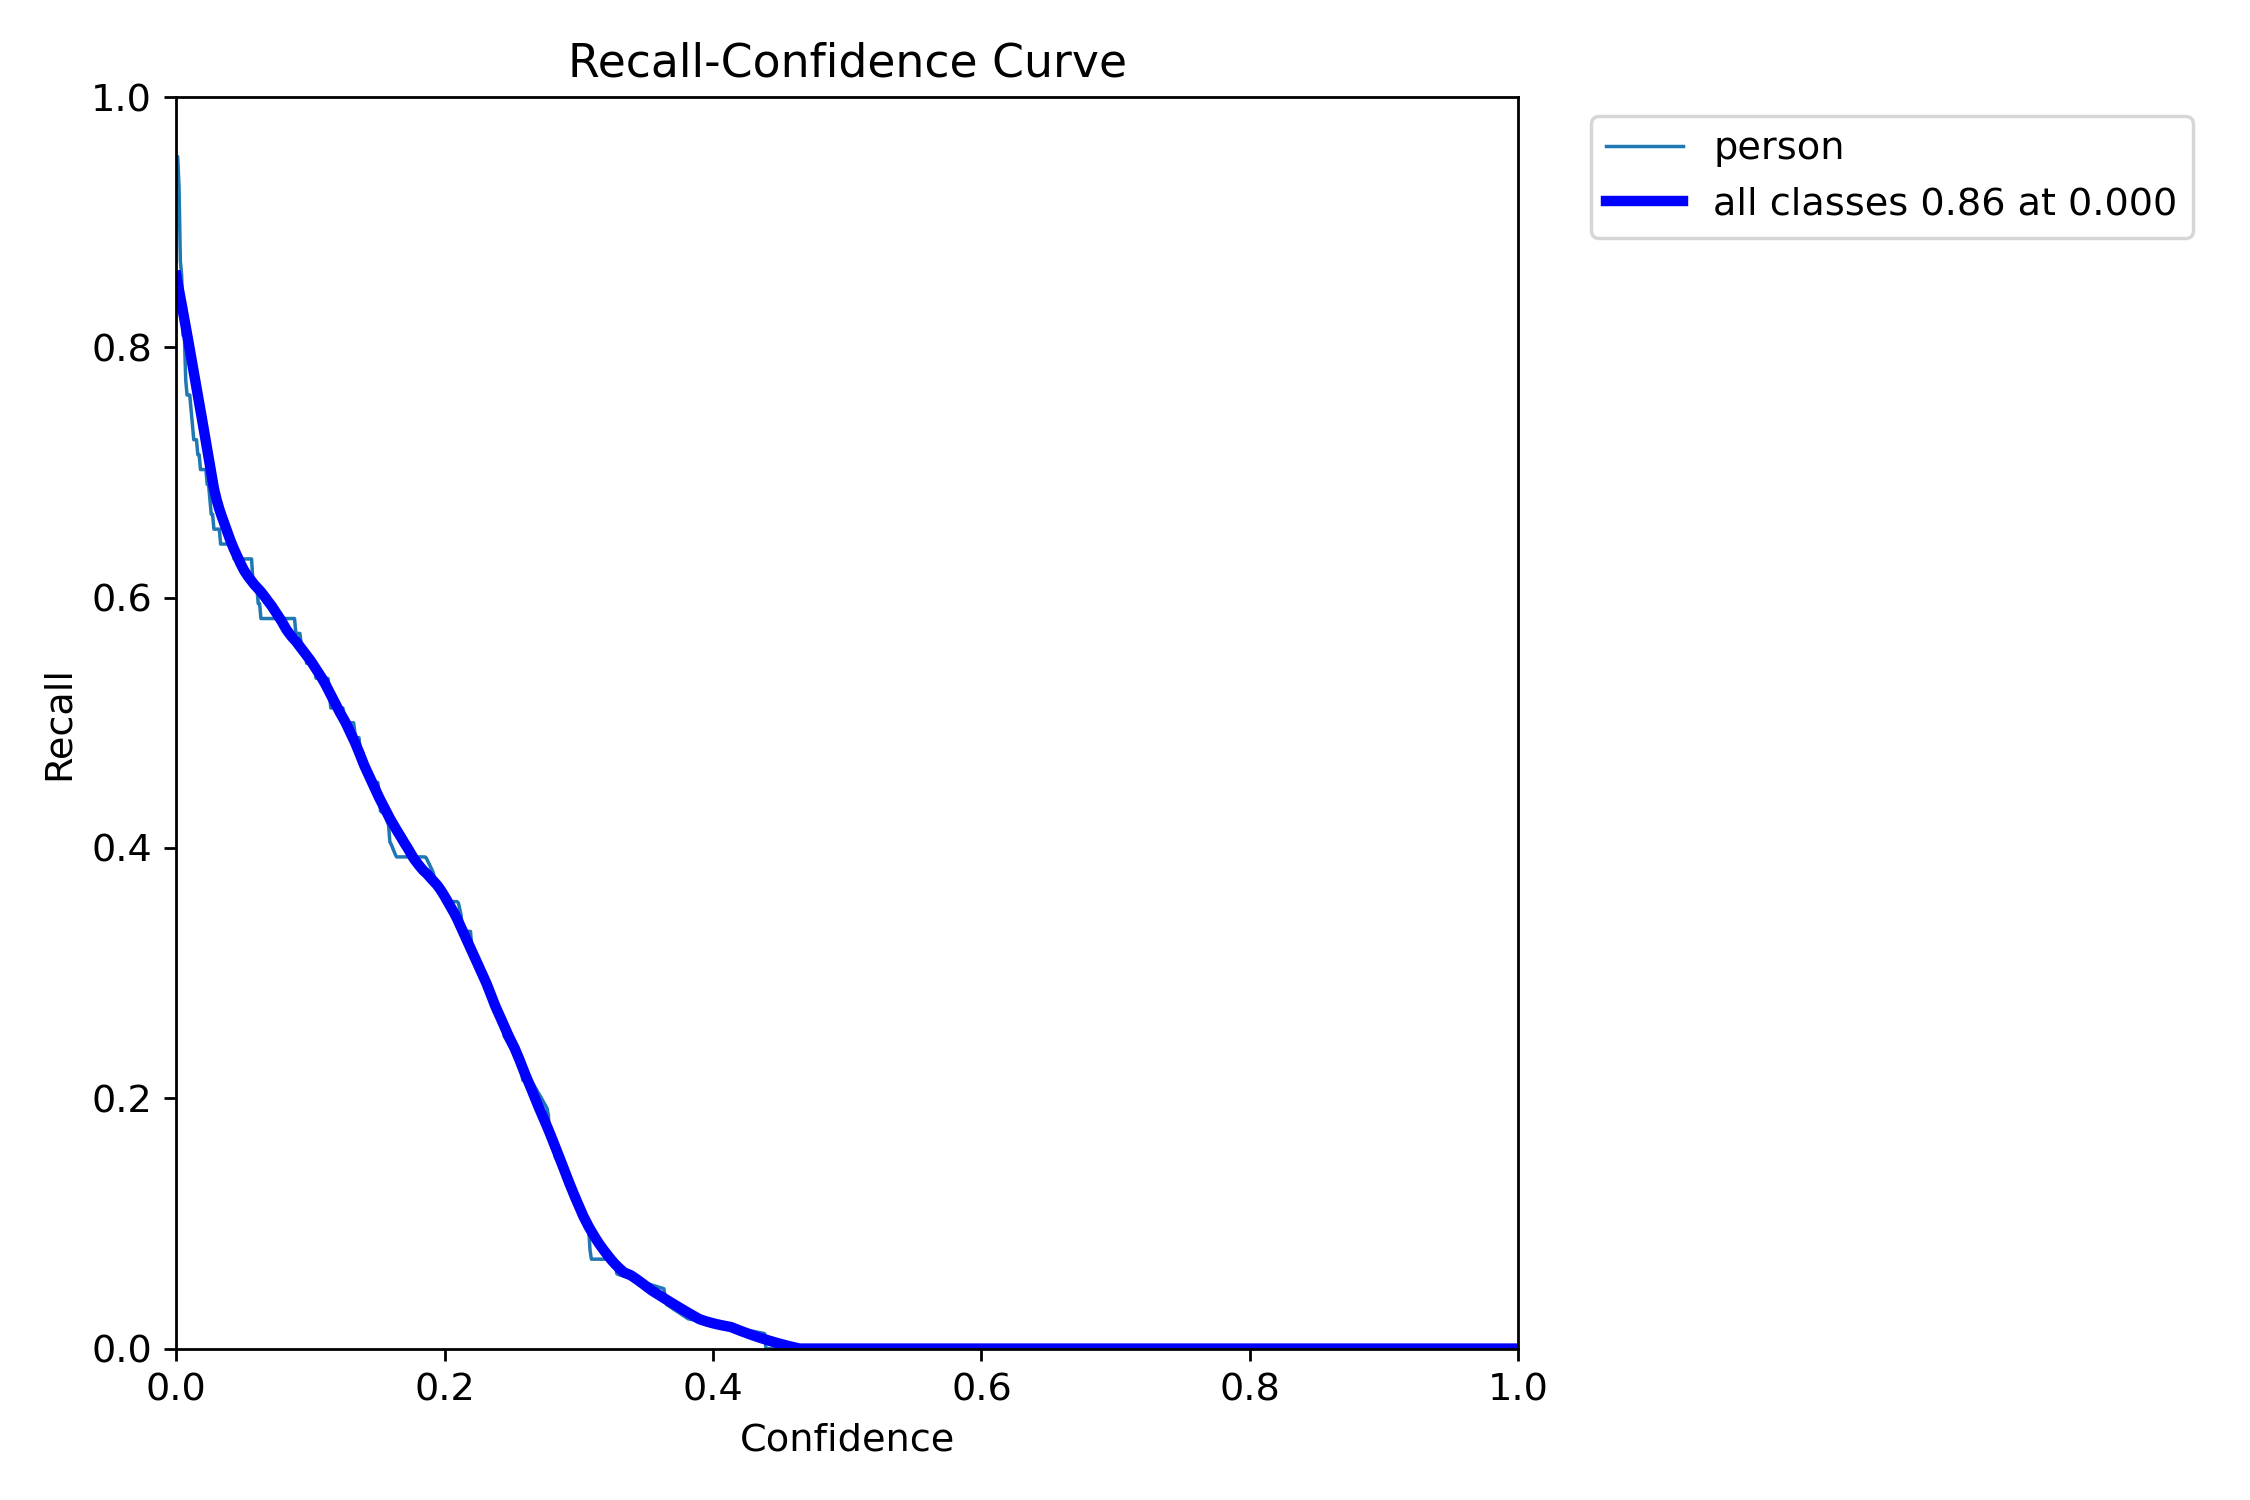 Recall-Confidence Curve
1.0
0.8
0.6
0.4
0.2
0.0
Recall
0.0 0.2 0.4 0.6 0.8 1.0
Confidence
person
all classes 0.86 at 0.000